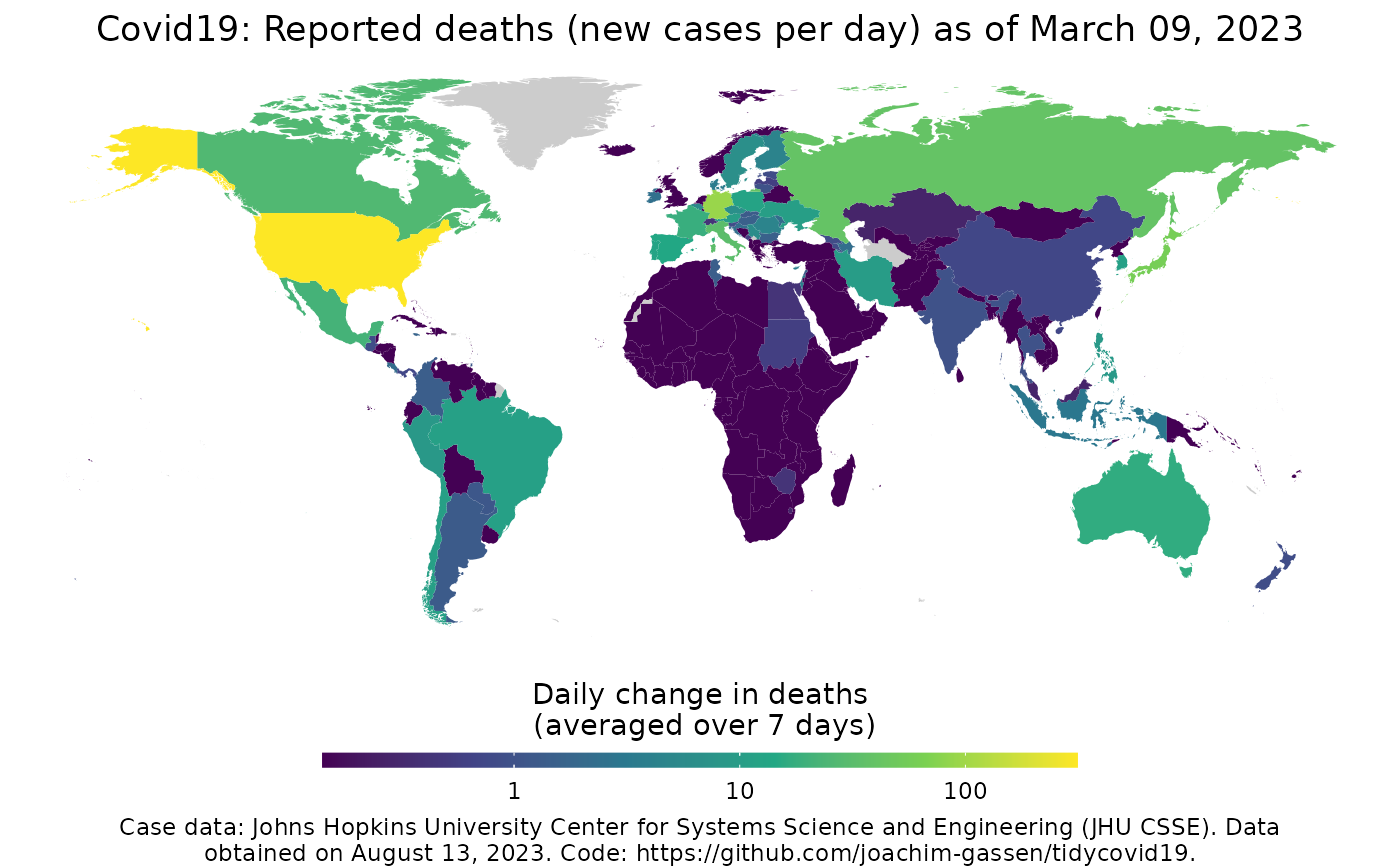 Covid19: Reported deaths (new cases per day) as of March 09, 2023
Daily change in deaths
(averaged over 7 days)
1 10 100
Case data: Johns Hopkins University Center for Systems Science and Engineering (JHU CSSE). Data
obtained on August 13, 2023. Code: https://github.com/joachim-gassen/tidycovid19.